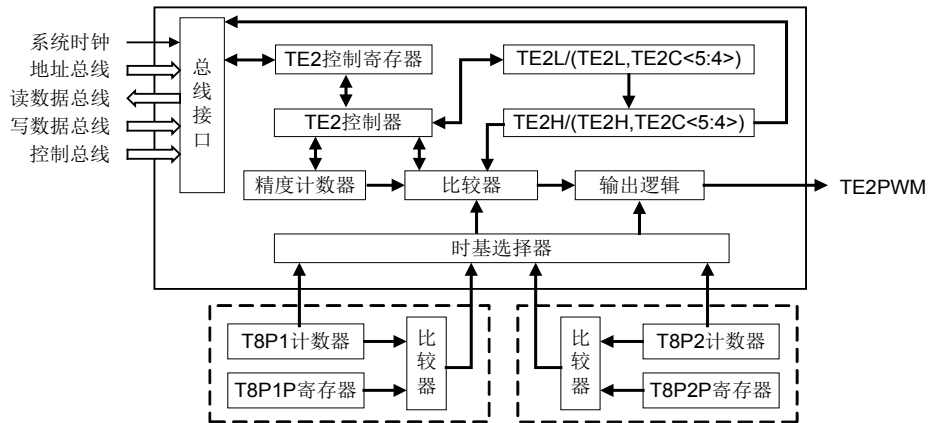 系统时钟
地址总线
读数据总线
写数据总线
控制总线
总线接口
TE2控制寄存器
TE2L/(TE2L,TE2C<5:4>)
TE2控制器
TE2H/(TE2H,TE2C<5:4>)
精度计数器
比较器
输出逻辑
TE2PWM
时基选择器
T8P1计数器
比较器
T8P1P寄存器
比较器
T8P2计数器
T8P2P寄存器